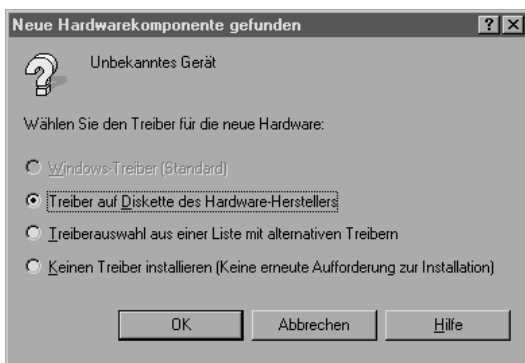 Neue Hardwarekomponente gefunden
Unbekanntes Gerät
Wählen Sie den Treiber für die neue Hardware:
Windows-Treiber (Standard)
Treiber auf Diskette des Hardware-Herstellers
Treiberauswahl aus einer Liste mit alternativen Treibern
Keinen Treiber installieren (Keine erneute Aufforderung zur Installation)
OK Abbrechen Hilfe